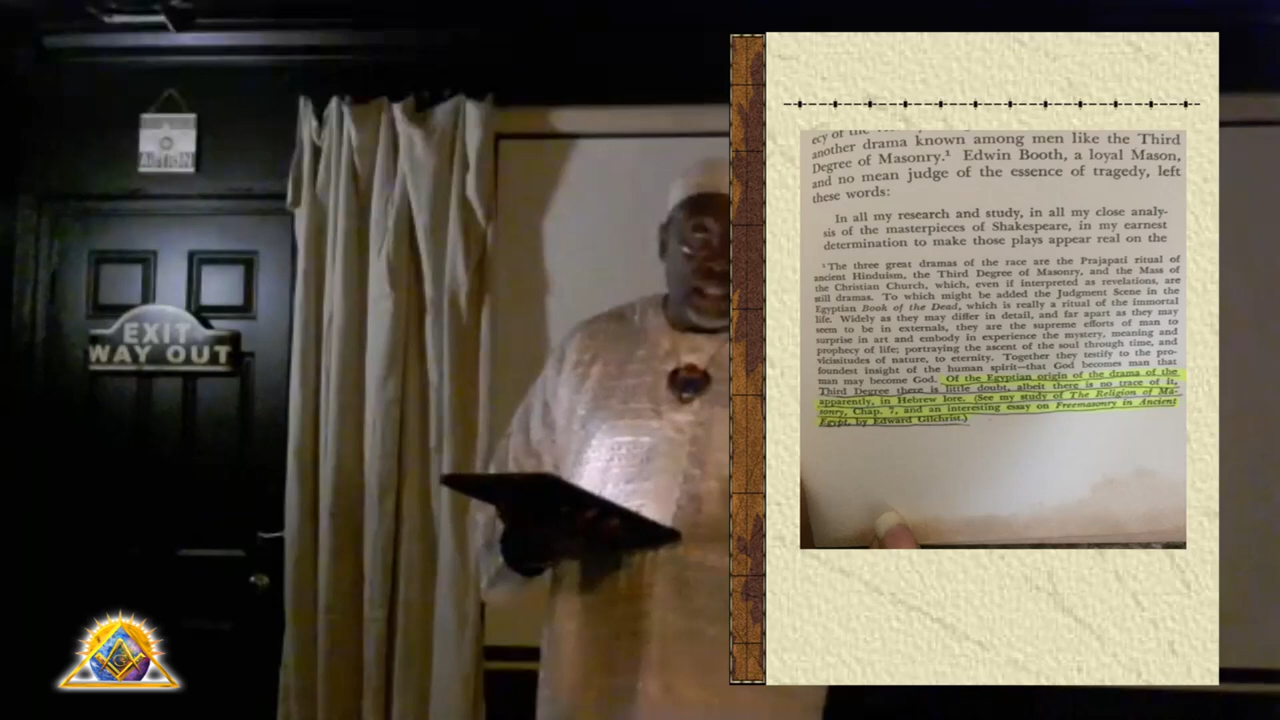 ACTION
EXIT
WAY OUT
G
ecy of the
another drama known among men like the Third
Degree of Masonry.¹ Edwin Booth, a loyal Mason,
and no mean judge of the essence of tragedy, left
these words:
In all my research and study, in all my close analy-
sis of the masterpieces of Shakespeare, in my earnest
determination to make those plays appear real on the
¹ The three great dramas of the race are the Prajapati ritual of
ancient Hinduism, the Third Degree of Masonry, and the Mass of
the Christian Church, which, even if interpreted as revelations, are
still dramas. To which might be added the Judgment Scene in the
Egyptian Book of the Dead, which is really a ritual of the immortal
life. Widely as they may differ in detail, and far apart as they may
seem to be in externals, they are the supreme efforts of man to
surprise in art and embody in experience the mystery, meaning and
prophecy of life; portraying the ascent of the soul through time, and
vicissitudes of nature, to eternity. Together they testify to the pro-
foundest insight of the human spirit—that God becomes man that
man may become God. Of the Egyptian origin of the drama of the
Third Degree there is little doubt, albeit there is no trace of it,
apparently, in Hebrew lore. (See my study of The Religion of Ma-
sonry, Chap. 7, and an interesting essay on Freemasonry in Ancient
Egypt, by Edward Gilchrist.)